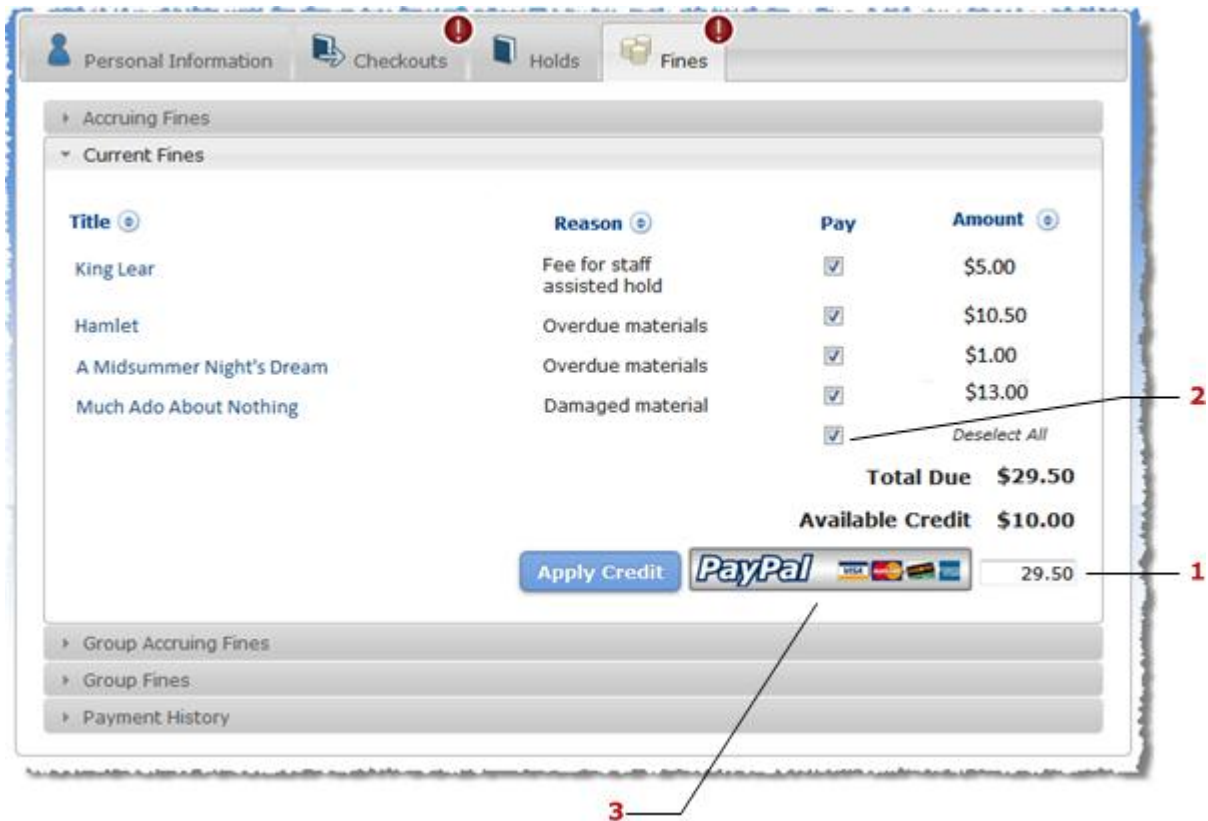 Personal Information Checkouts Holds Fines
Accruing Fines
Current Fines
Title Reason Pay Amount
King Lear Fee for staff assisted hold $5.00
Hamlet Overdue materials $10.50
A Midsummer Night's Dream Overdue materials $1.00
Much Ado About Nothing Damaged material $13.00
2
Deselect All
Total Due $29.50
Available Credit $10.00
Apply Credit PayPal VISA MasterCard 29.50 1
Group Accruing Fines
Group Fines
Payment History
3